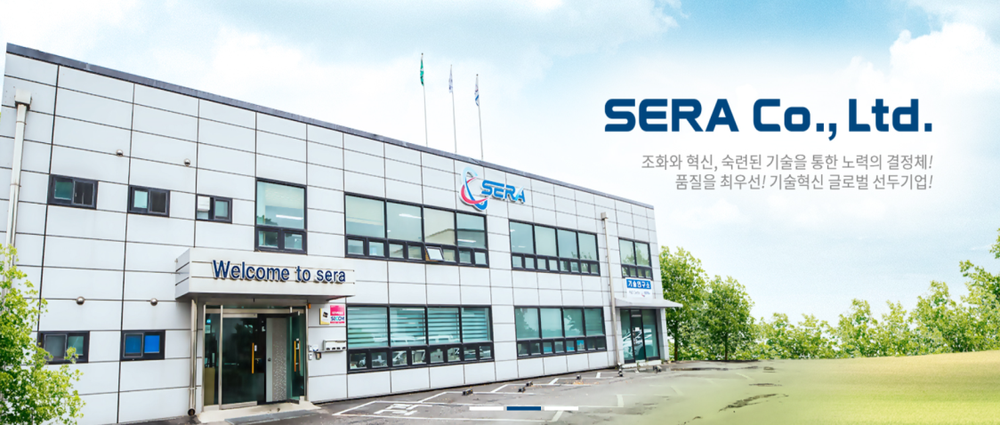 SERA Co., Ltd.
조화와 혁신, 숙련된 기술을 통한 노력의 결정체!
품질을 최우선! 기술혁신 글로벌 선두기업!
SERA
Welcome to sera
기술연구소